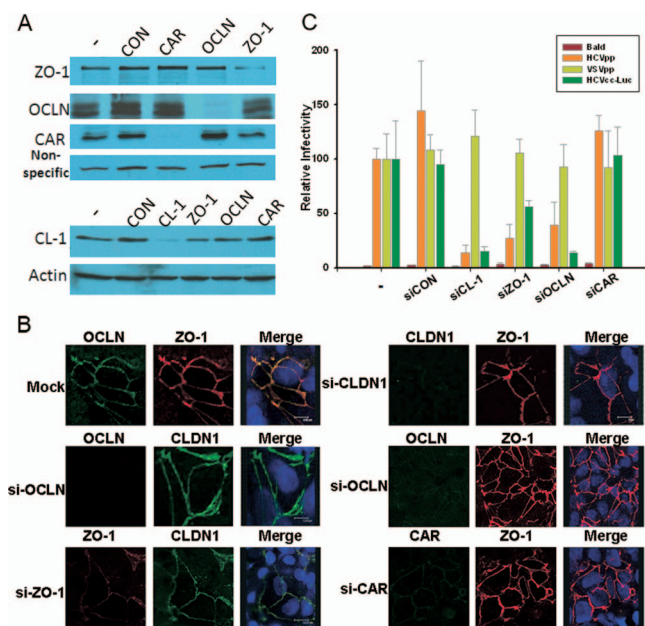 A
- CON CAR OCLN ZO-1
ZO-1
OCLN
CAR
Non-
specific
- CON CL-1 ZO-1 OCLN CAR
CL-1
Actin
C
Relative Infectivity
200
150
100
50
0
Bald
HCVpp
VSVpp
HCVcc-Luc
- siCON siCL-1 siZO-1 siOCLN siCAR
B
OCLN ZO-1 Merge
Mock
OCLN CLDN1 Merge
si-OCLN
ZO-1 CLDN1 Merge
si-ZO-1
CLDN1 ZO-1 Merge
si-CLDN1
OCLN ZO-1 Merge
si-OCLN
CAR ZO-1 Merge
si-CAR